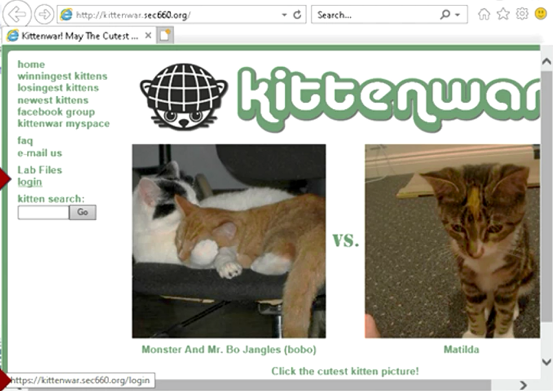 http://kittenwar.sec660.org/
Search...
Kittenwar! May The Cutest ...
home
winningest kittens
losingest kittens
newest kittens
facebook group
kittenwar myspace
faq
e-mail us
Lab Files
login
kitten search:
Go
kittenwar
vs.
Monster And Mr. Bo Jangles (bobo)
Matilda
Click the cutest kitten picture!
https://kittenwar.sec660.org/login